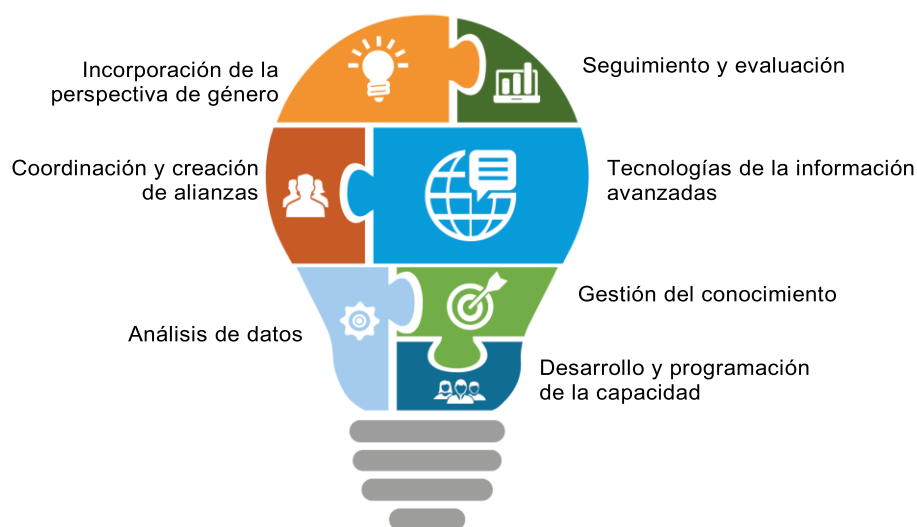 Incorporación de la
perspectiva de género
Seguimiento y evaluación
Coordinación y creación
de alianzas
Tecnologías de la información
avanzadas
Gestión del conocimiento
Análisis de datos
Desarrollo y programación
de la capacidad